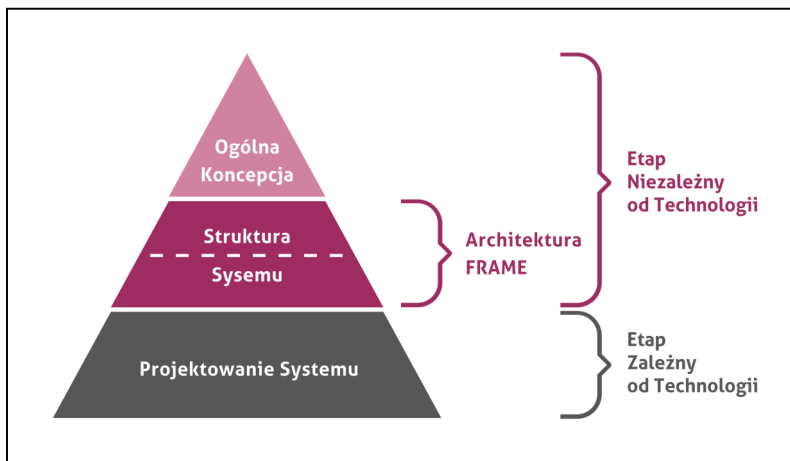 Ogólna
Koncepcja
Struktura
Sysemu
Projektowanie Systemu
Architektura
FRAME
Etap
Niezależny
od Technologii
Etap
Zależny
od Technologii